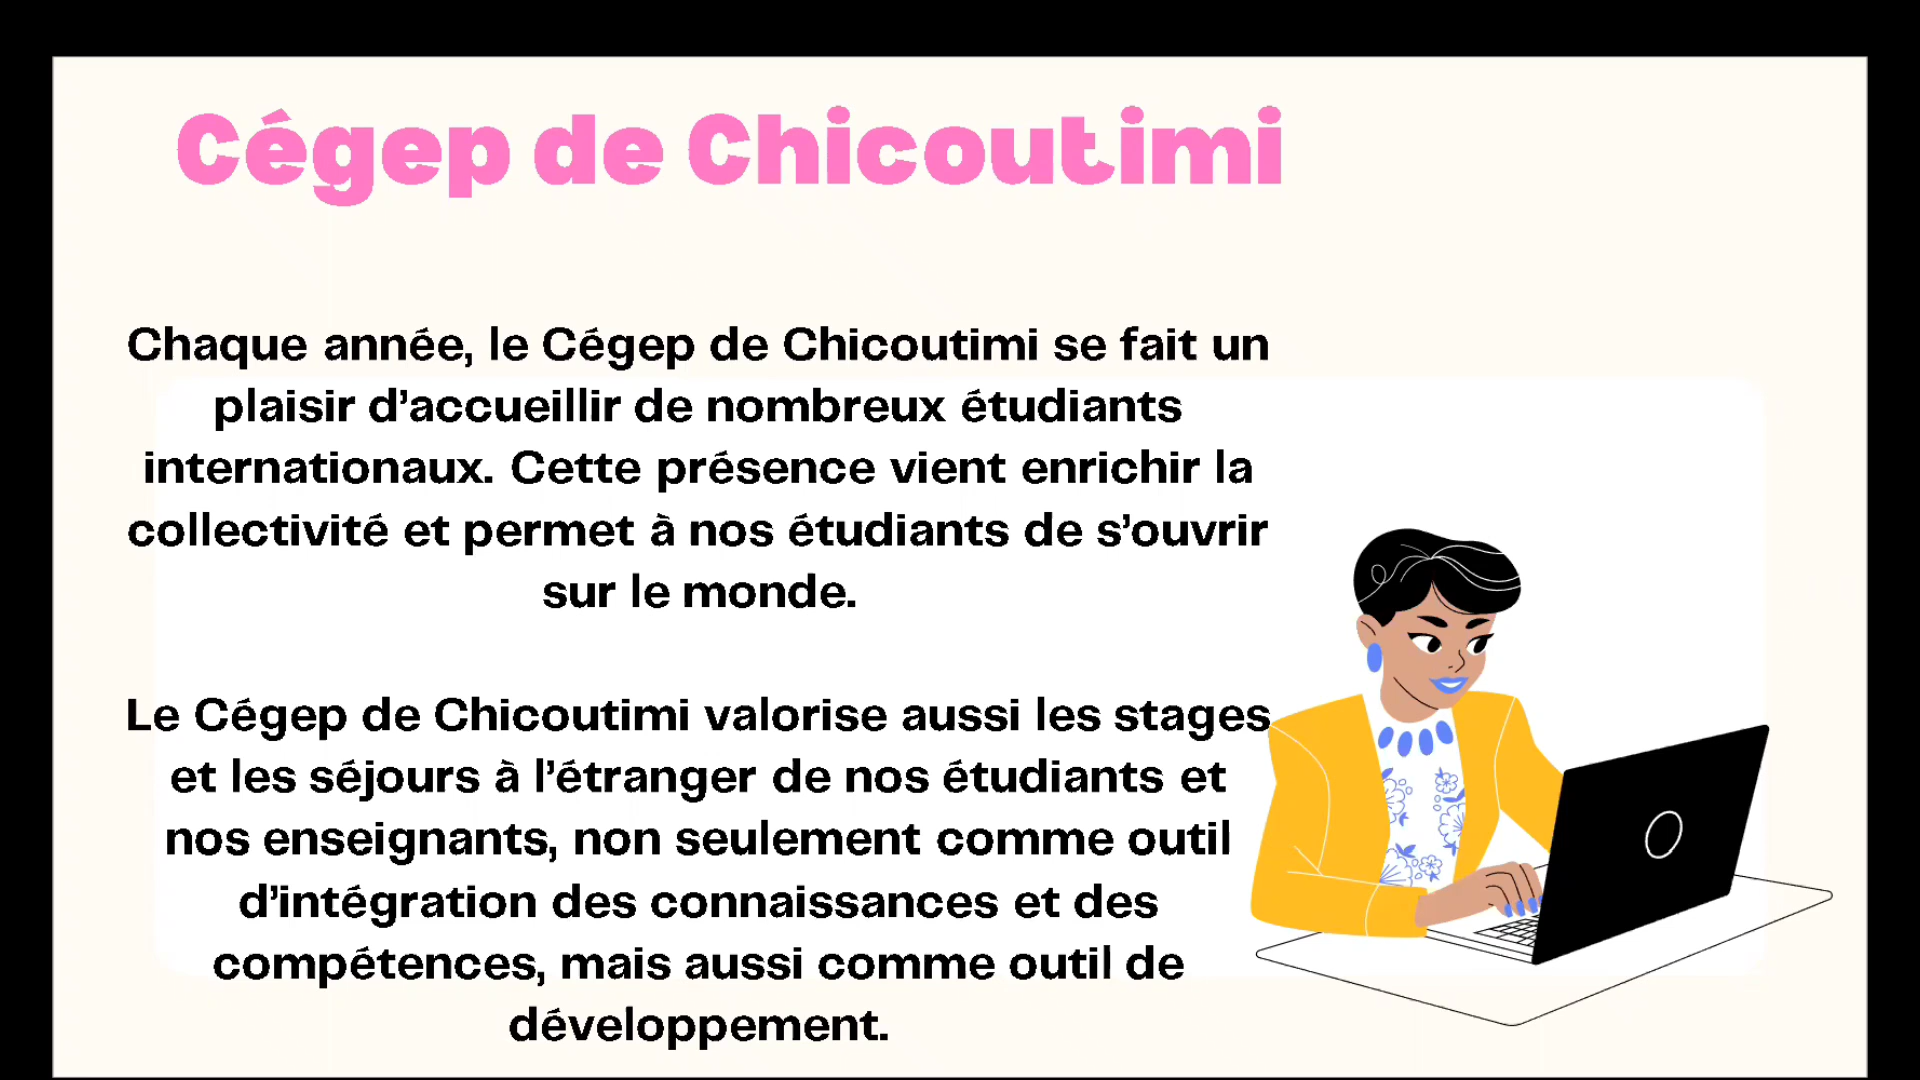 Cégep de Chicoutimi
Chaque année, le Cégep de Chicoutimi se fait un
plaisir d’accueillir de nombreux étudiants
internationaux. Cette présence vient enrichir la
collectivité et permet à nos étudiants de s’ouvrir
sur le monde.
Le Cégep de Chicoutimi valorise aussi les stages
et les séjours à l’étranger de nos étudiants et
nos enseignants, non seulement comme outil
d’intégration des connaissances et des
compétences, mais aussi comme outil de
développement.